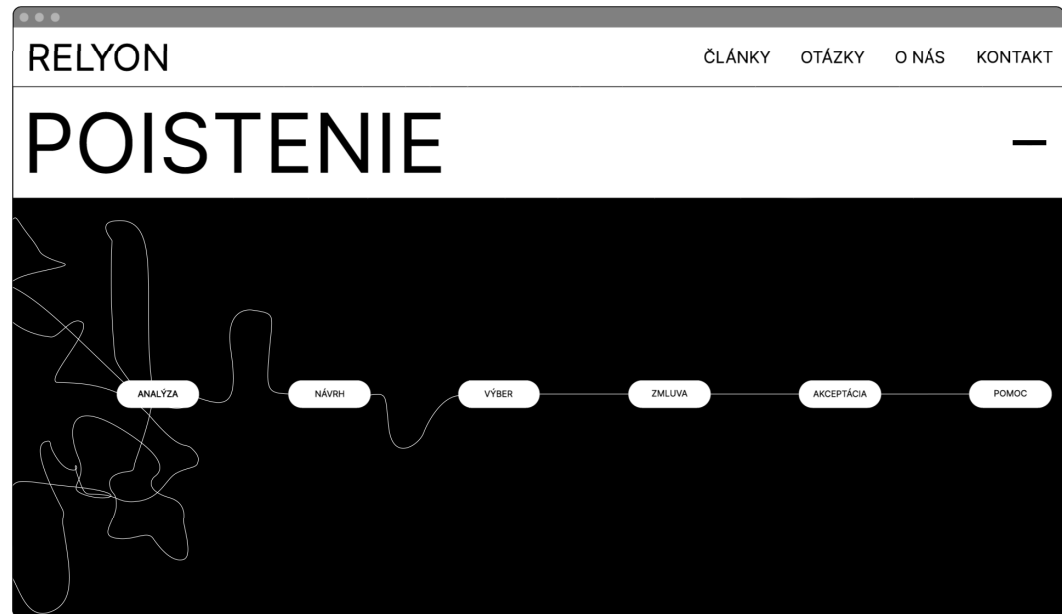 RELYON
ČLÁNKY OTÁZKY O NÁS KONTAKT
POISTENIE
ANALÝZA NÁVRH VÝBER ZMLUVA AKCEPTÁCIA POMOC